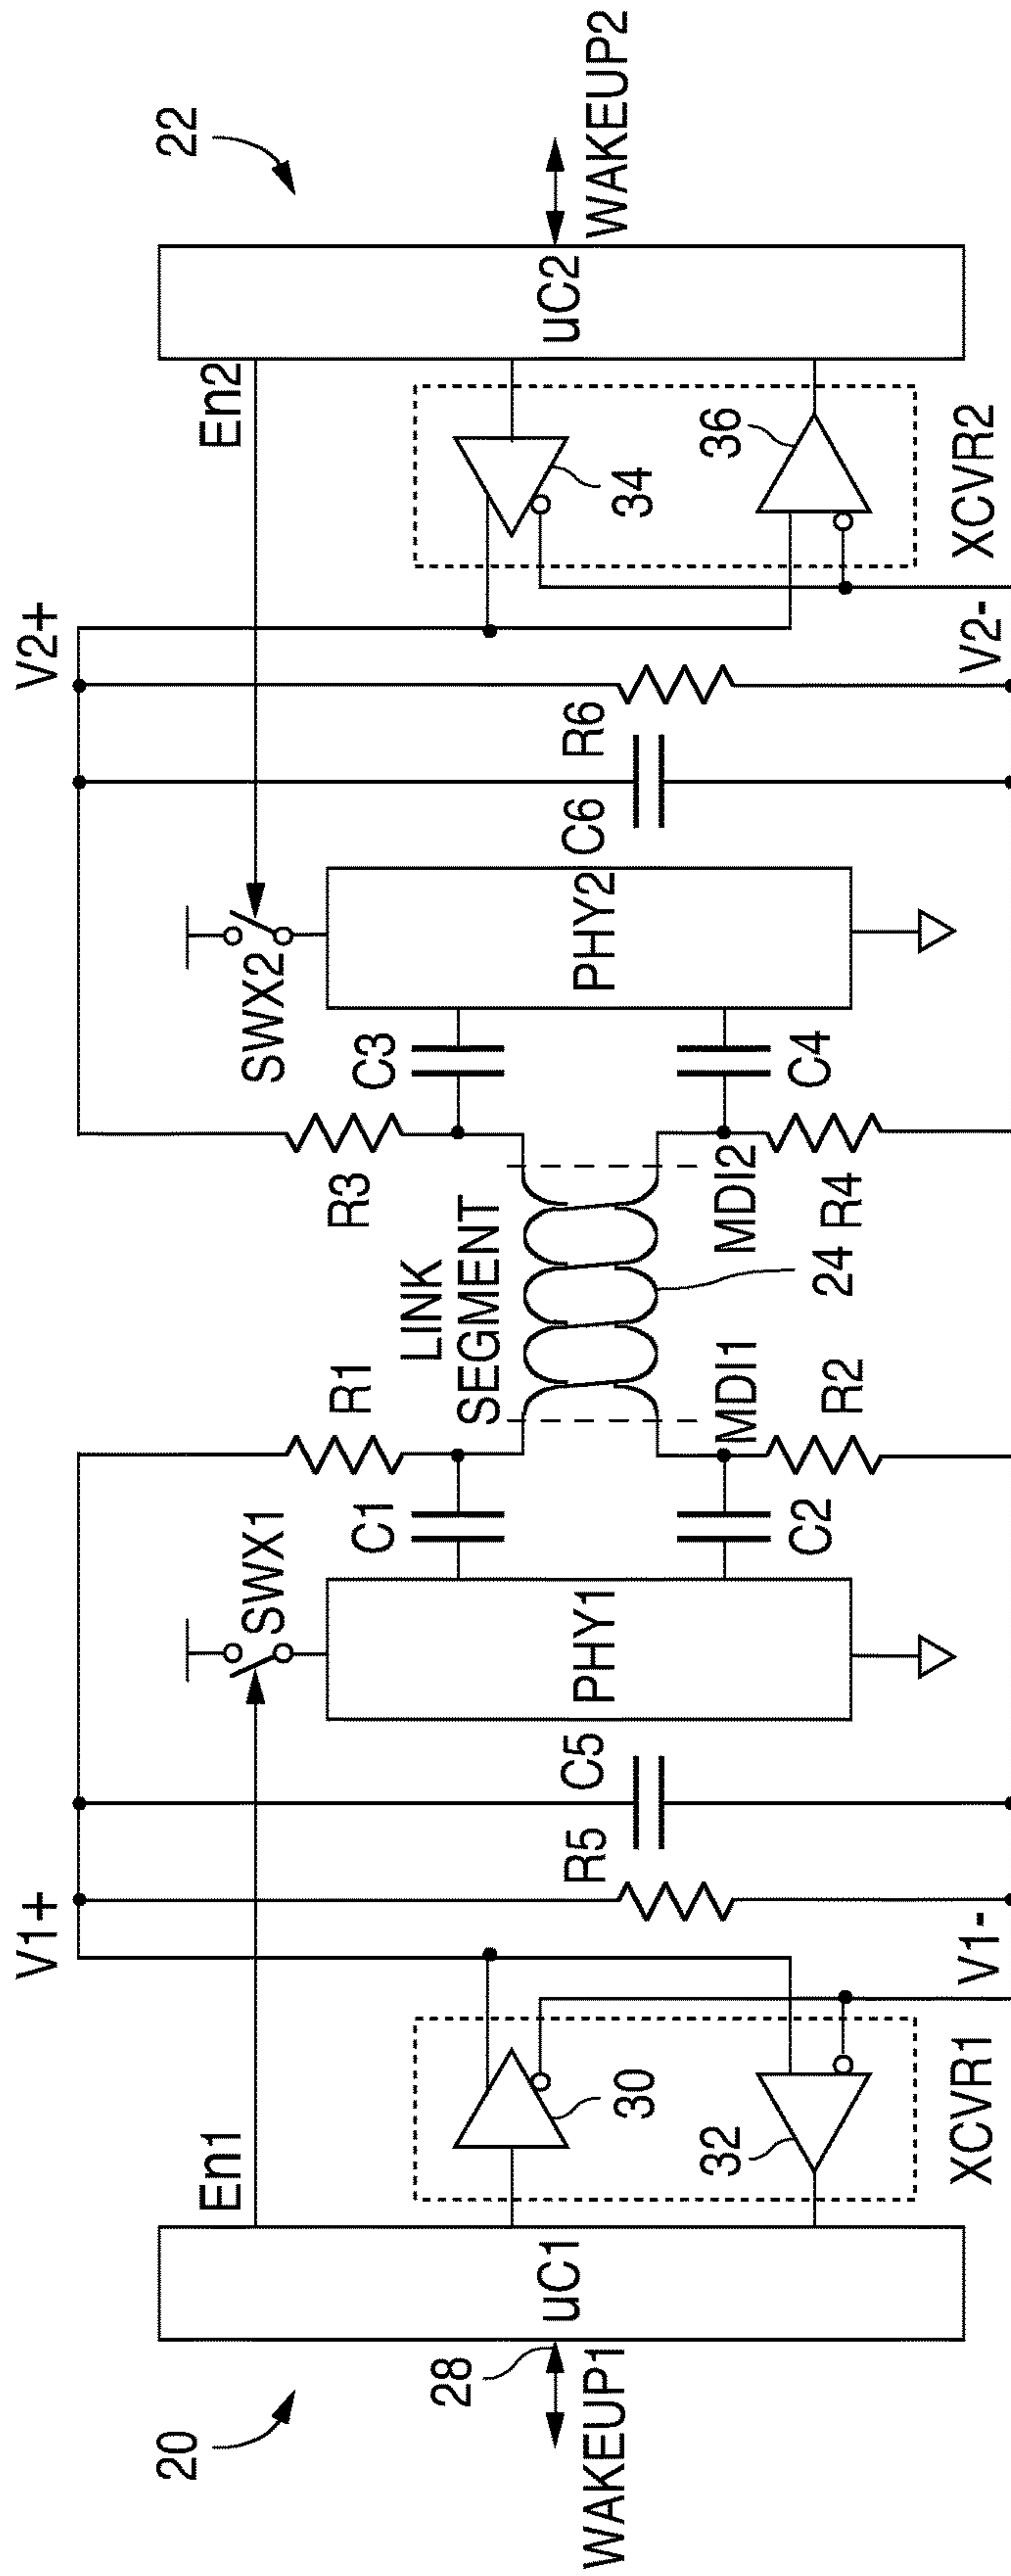 20
22
V1+
V2+
En1
En2
SWX1
SWX2
R1
R3
LINK
SEGMENT
C1
C3
28
WAKEUP1
uC1
30
32
XCVR1
R5
C5
PHY1
C2
MDI1
R2
24
MDI2
R4
C4
PHY2
C6
R6
34
36
XCVR2
uC2
WAKEUP2
V1-
V2-